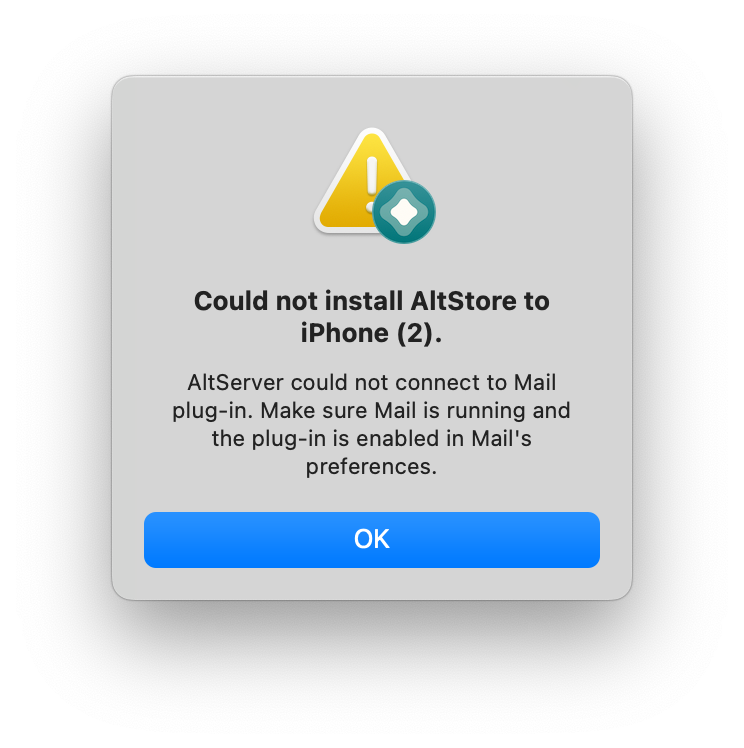 Could not install AltStore to
iPhone (2).
AltServer could not connect to Mail
plug-in. Make sure Mail is running and
the plug-in is enabled in Mail's
preferences.
OK